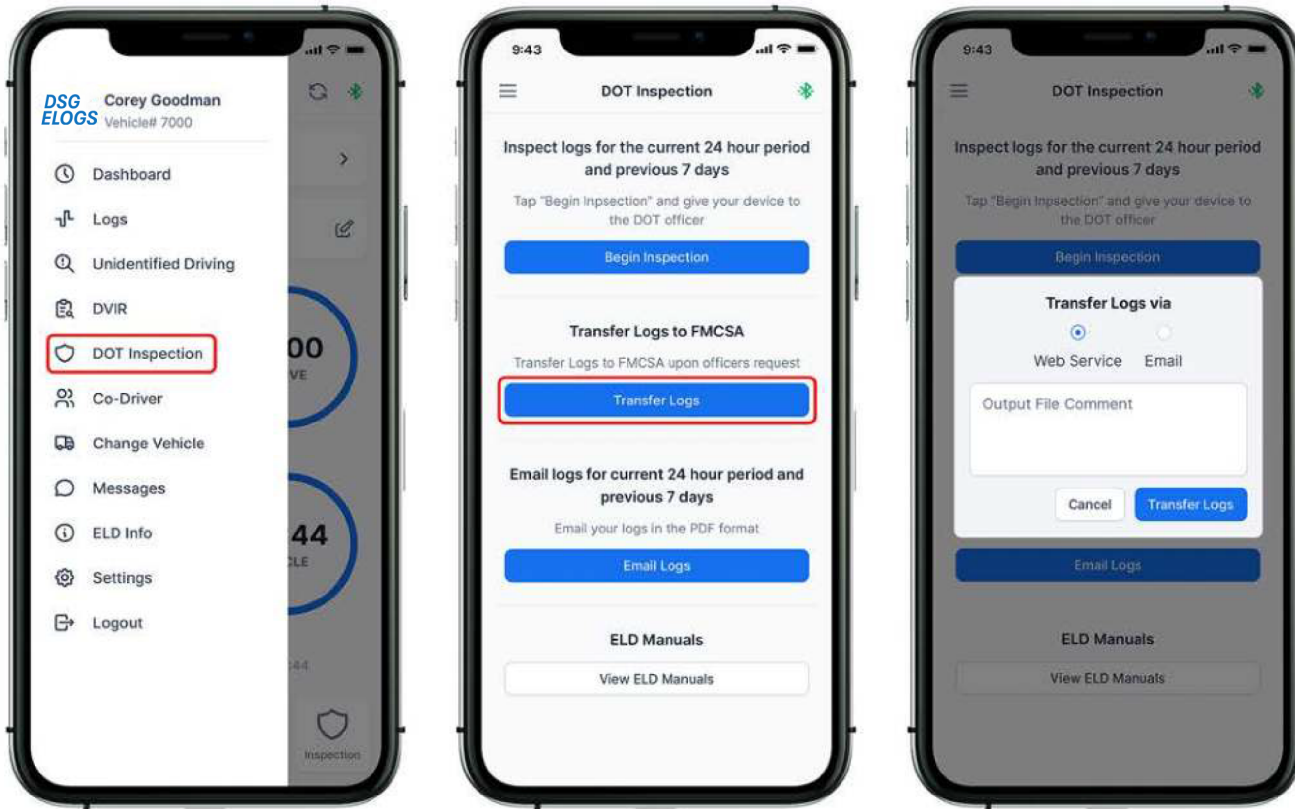 DSG
ELOGS
Corey Goodman
Vehicle# 7000
Dashboard
Logs
Unidentified Driving
DVIR
DOT Inspection
Co-Driver
Change Vehicle
Messages
ELD Info
Settings
Logout
00
VE
44
CLE
:44
Inspection
9:43
DOT Inspection
Inspect logs for the current 24 hour period
and previous 7 days
Tap "Begin Inpsection" and give your device to
the DOT officer
Begin Inspection
Transfer Logs to FMCSA
Transfer Logs to FMCSA upon officers request
Transfer Logs
Email logs for current 24 hour period and
previous 7 days
Email your logs in the PDF format
Email Logs
ELD Manuals
View ELD Manuals
9:43
DOT Inspection
Inspect logs for the current 24 hour period
and previous 7 days
Tap "Begin Inpsection" and give your device to
the DOT officer
Begin Inspection
Transfer Logs via
Web Service Email
Output File Comment
Cancel Transfer Logs
Email Logs
ELD Manuals
View ELD Manuals